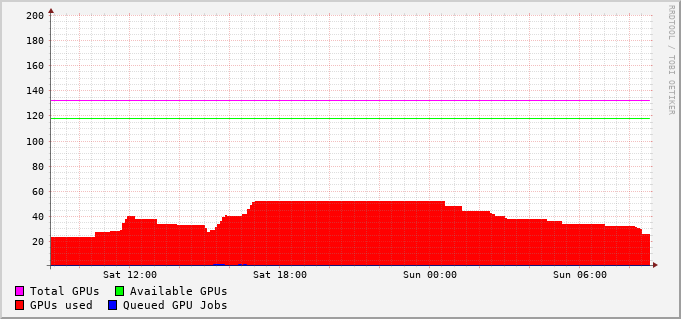 200
180
160
140
120
100
80
60
40
20
Sat 12:00 Sat 18:00 Sun 00:00 Sun 06:00
Total GPUs Available GPUs
GPUs used Queued GPU Jobs
RRDTOOL / TOBI OETIKER